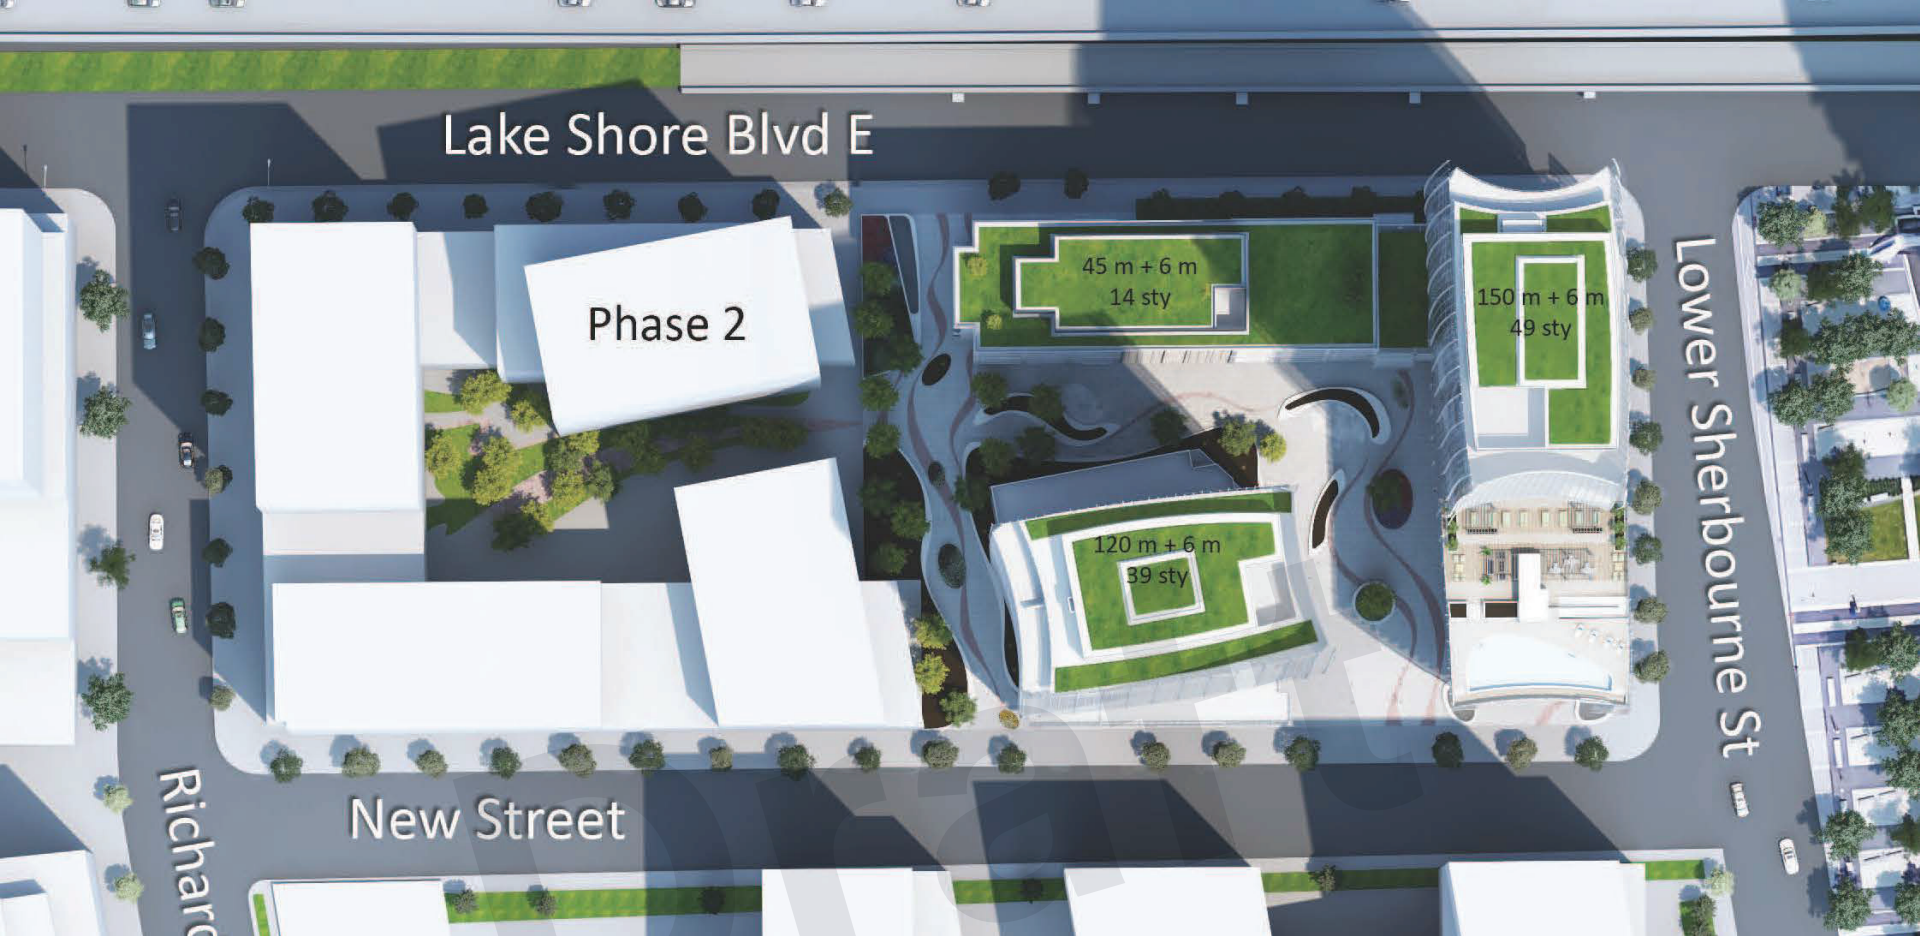 Lake Shore Blvd E
45 m + 6 m
14 sty
150 m + 6 m
49 sty
Phase 2
Lower Sherbourne St
120 m + 6 m
39 sty
New Street
Draft